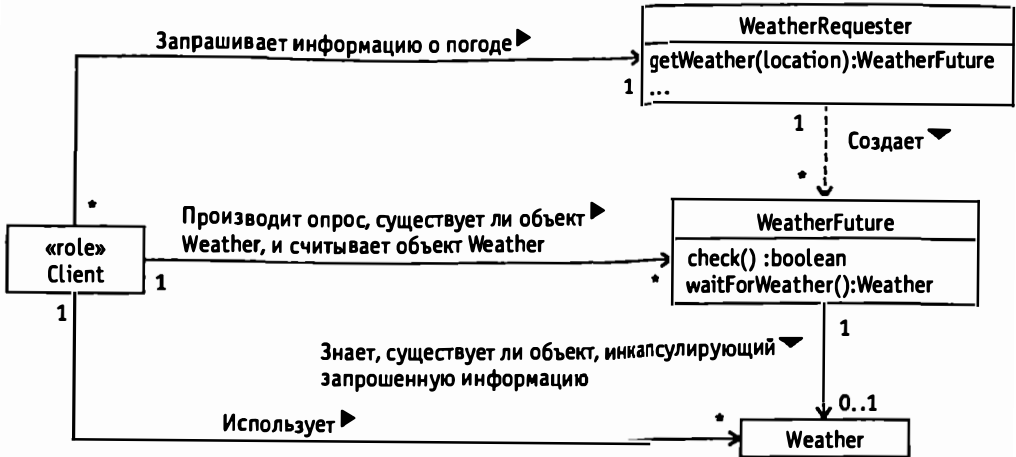 Запрашивает информацию о погоде
WeatherRequester
getWeather(location):WeatherFuture
...
1
1
Создает
*
*
Производит опрос, существует ли объект
Weather, и считывает объект Weather
WeatherFuture
check() :boolean
waitForWeather():Weather
«role»
Client
1
*
1
1
Знает, существует ли объект, инкапсулирующий
запрошенную информацию
0..1
Использует
*
Weather